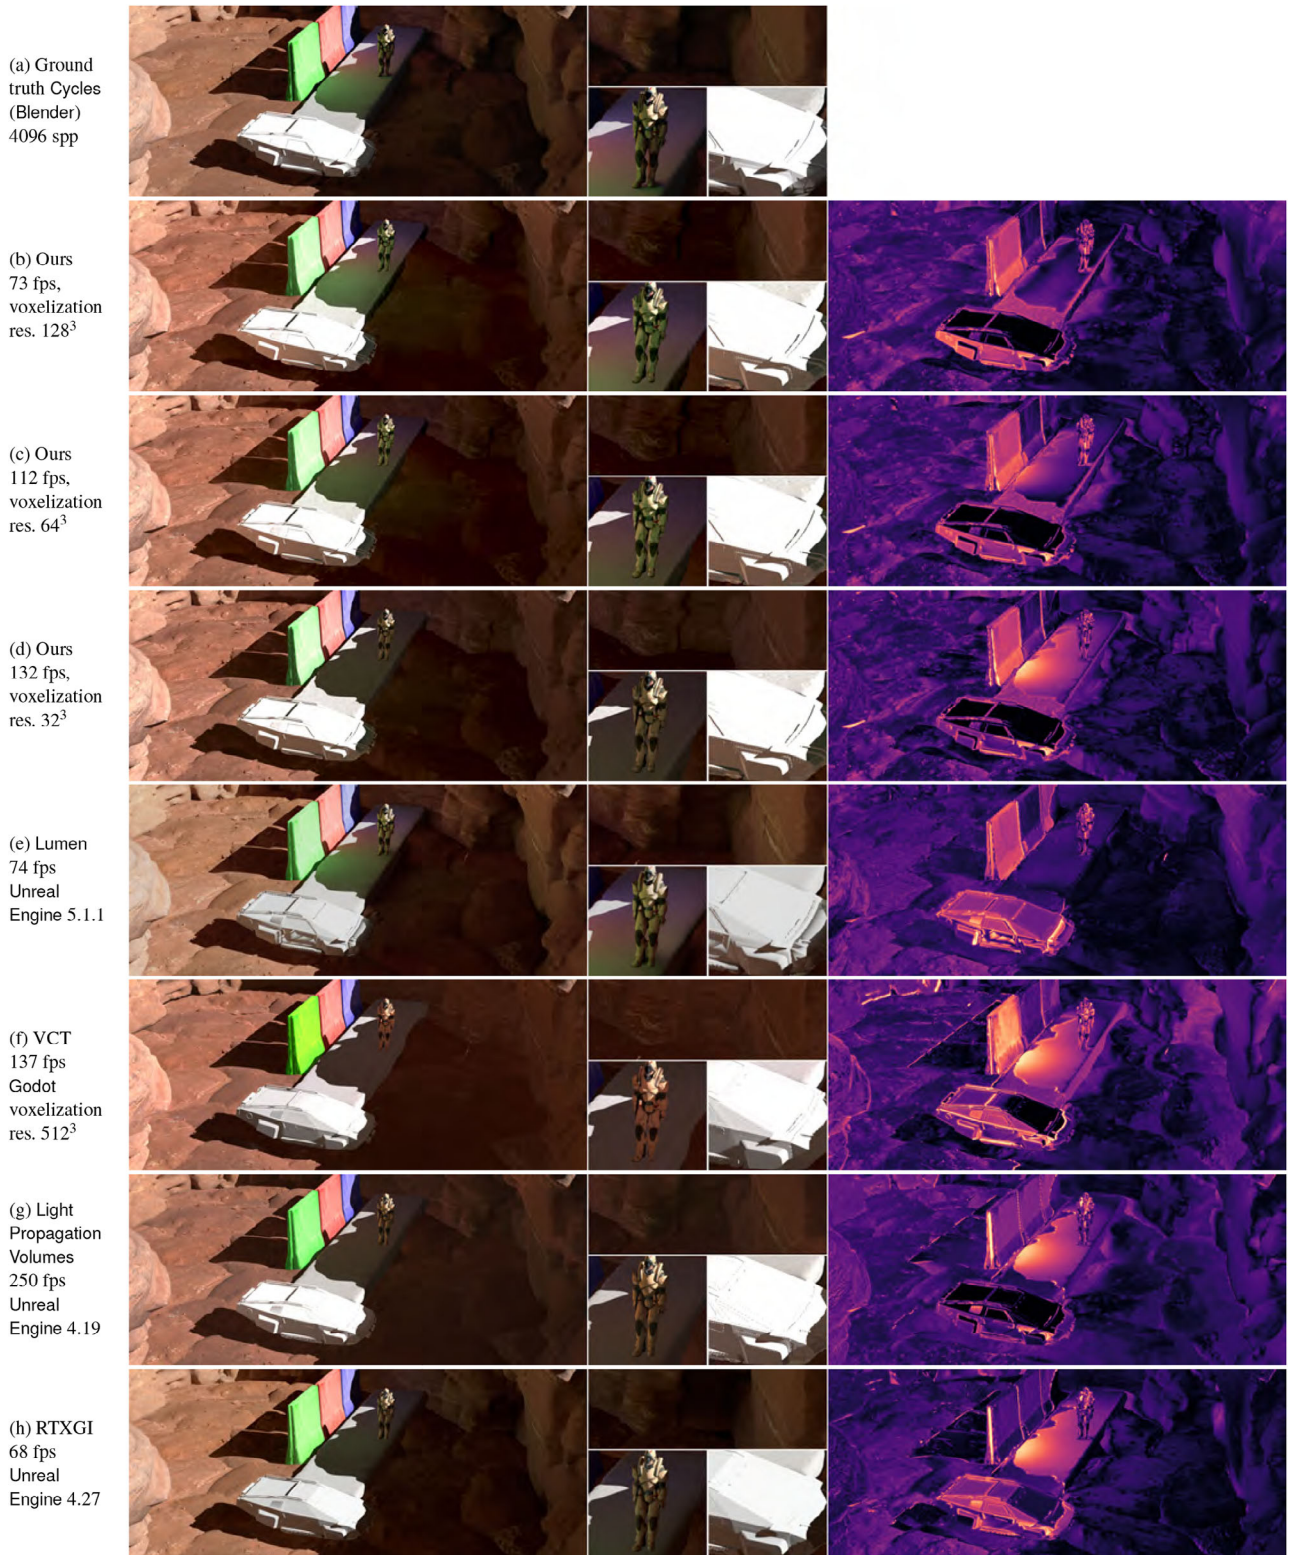 (a) Ground
truth Cycles
(Blender)
4096 spp
(b) Ours
73 fps,
voxelization
res. 128³
(c) Ours
112 fps,
voxelization
res. 64³
(d) Ours
132 fps,
voxelization
res. 32³
(e) Lumen
74 fps
Unreal
Engine 5.1.1
(f) VCT
137 fps
Godot
voxelization
res. 512³
(g) Light
Propagation
Volumes
250 fps
Unreal
Engine 4.19
(h) RTXGI
68 fps
Unreal
Engine 4.27